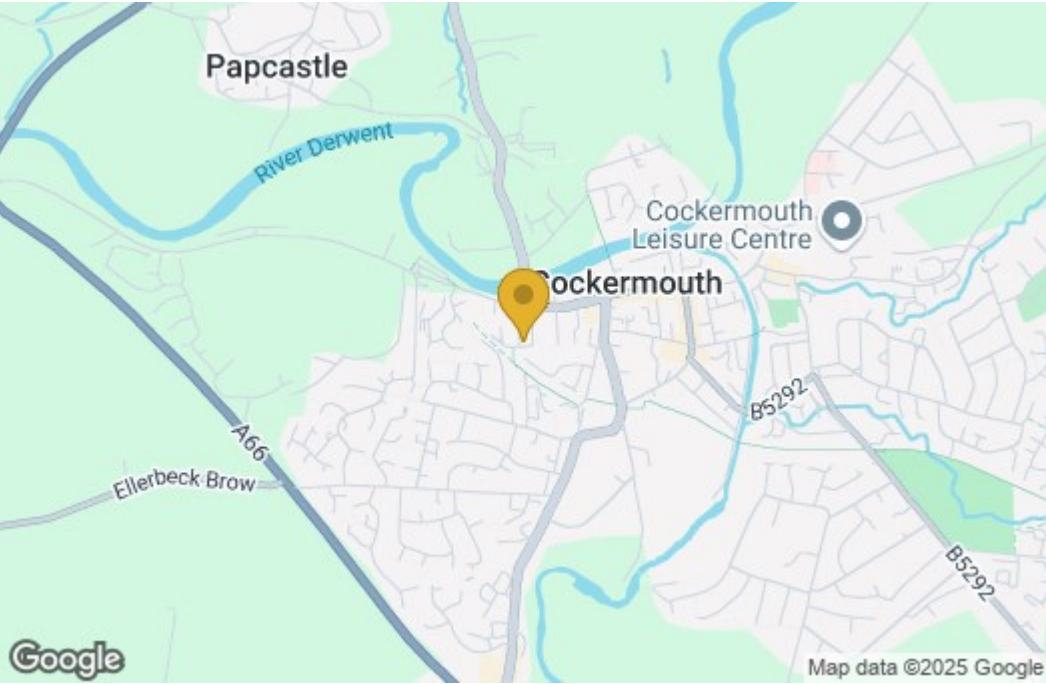 Papcastle
River Derwent
Cockermouth
Leisure Centre
Cockermouth
B5292
A66
Ellerbeck Brow
B5292
Google
Map data ©2025 Google